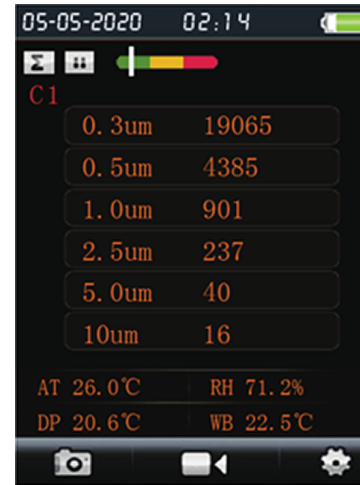 05-05-2020 02:14
Σ
C1
0.3um 19065
0.5um 4385
1.0um 901
2.5um 237
5.0um 40
10um 16
AT 26.0℃ RH 71.2%
DP 20.6℃ WB 22.5℃